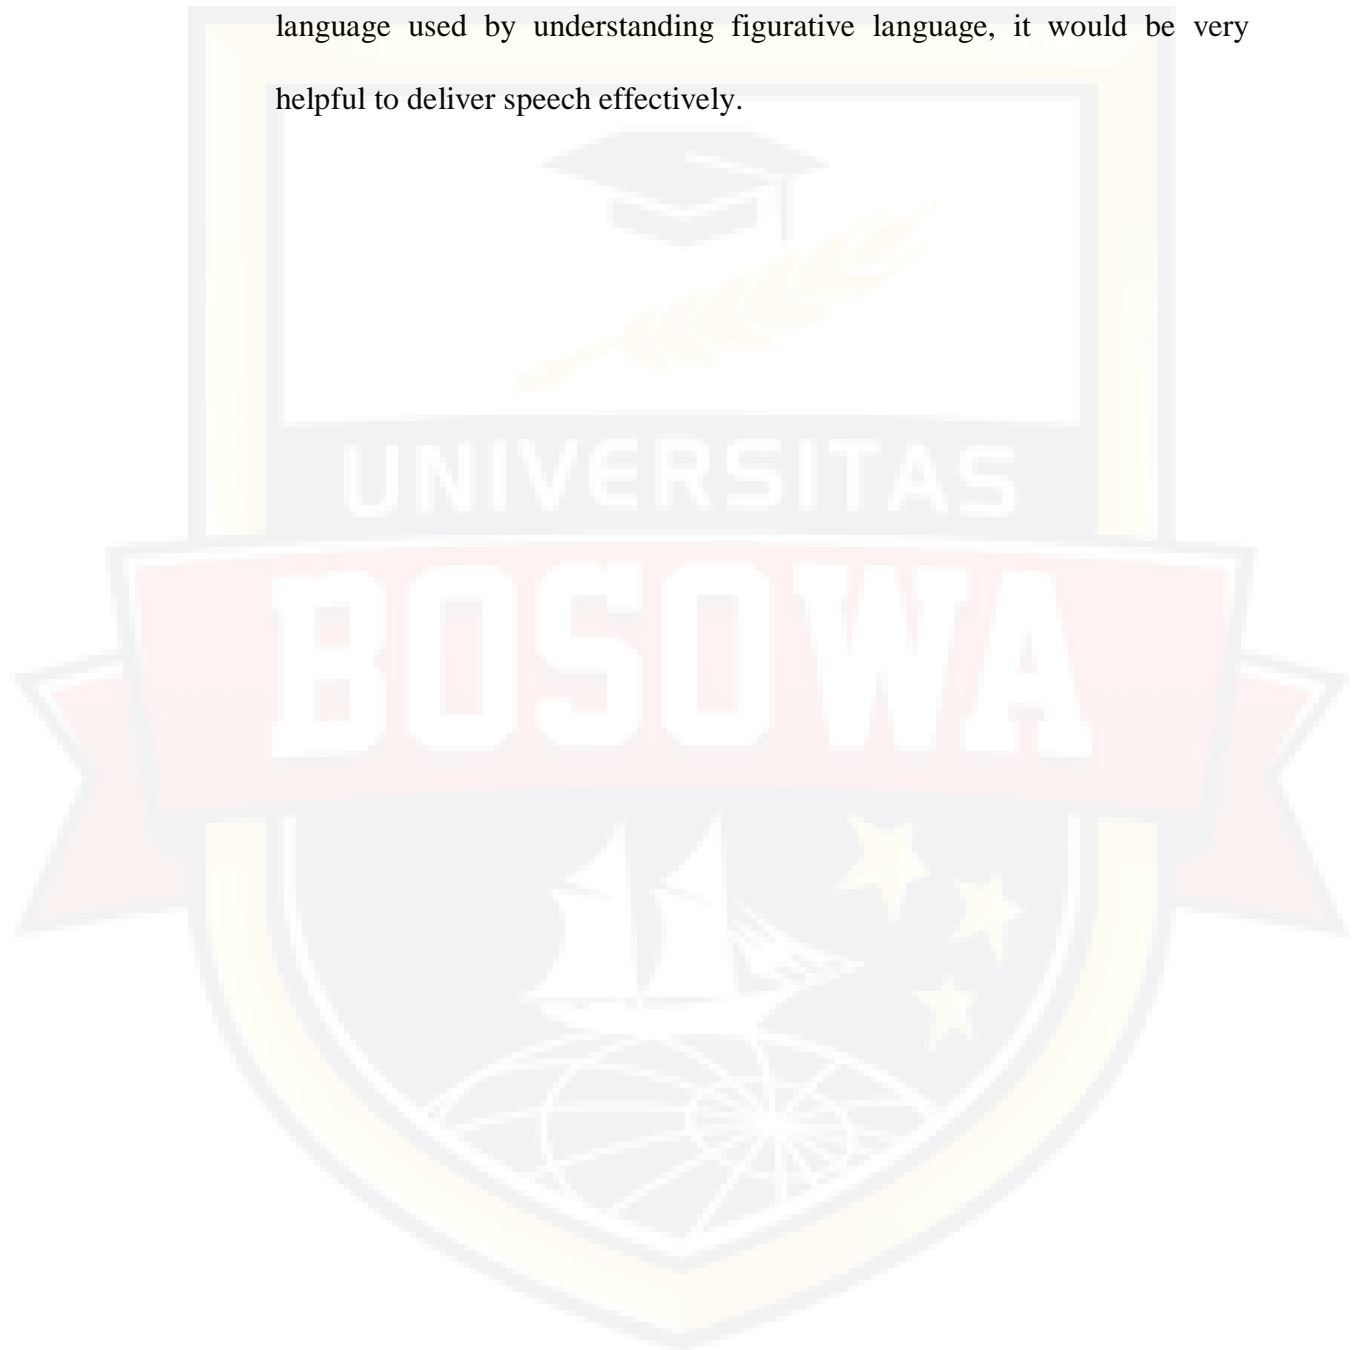 language used by understanding figurative language, it would be very
helpful to deliver speech effectively.
UNIVERSITAS
BOSOWA